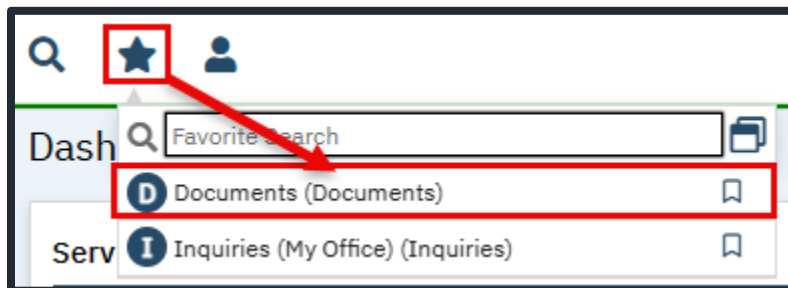 Dash
Favorite Search
D Documents (Documents)
Serv
I Inquiries (My Office) (Inquiries)